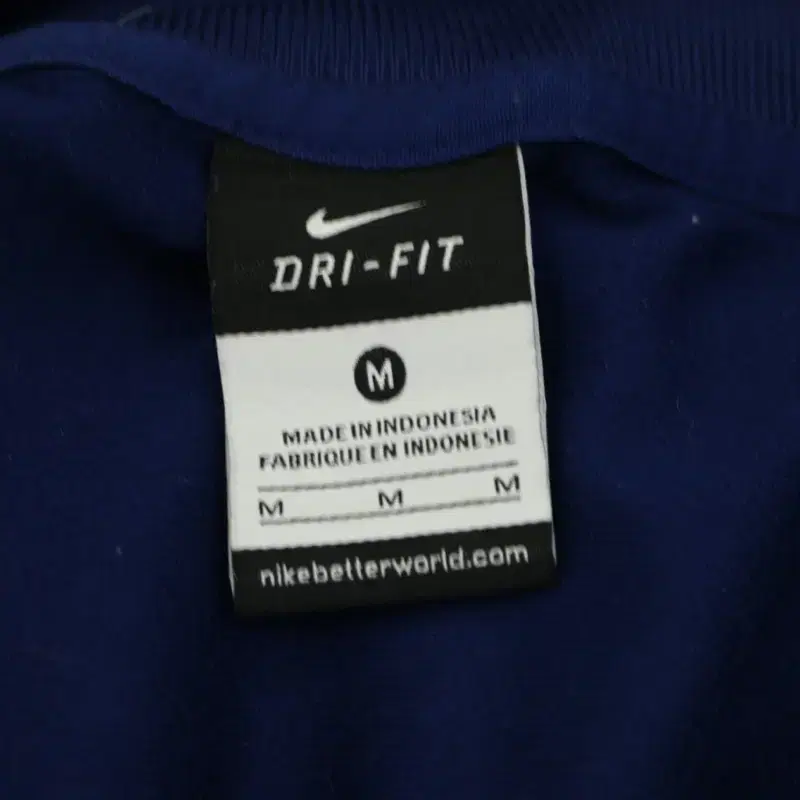 DRI-FIT
M
MADE IN INDONESIA
FABRIQUE EN INDONESIE
M M M
nikebetterworld.com